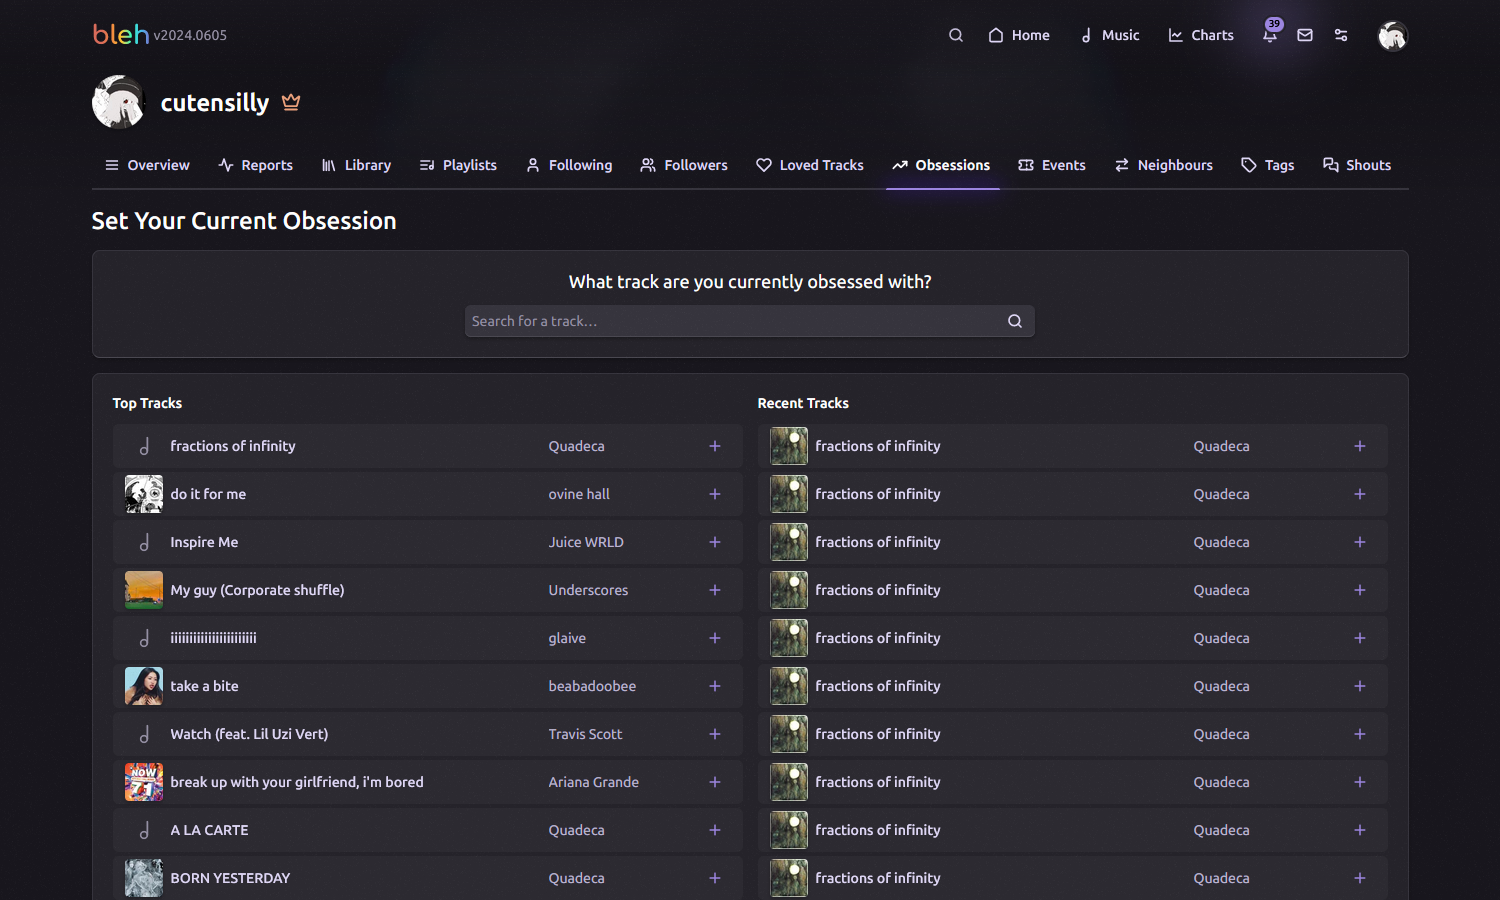 bleh v2024.0605
Home
Music
Charts
39
cutensilly
Overview
Reports
Library
Playlists
Following
Followers
Loved Tracks
Obsessions
Events
Neighbours
Tags
Shouts
Set Your Current Obsession
What track are you currently obsessed with?
Search for a track...
Top Tracks
fractions of infinity Quadeca +
do it for me ovine hall +
Inspire Me Juice WRLD +
My guy (Corporate shuffle) Underscores +
iiiiiiiiiiiiiiiiiiiiiii glaive +
take a bite beabadoobee +
Watch (feat. Lil Uzi Vert) Travis Scott +
NOW
71
break up with your girlfriend, i'm bored Ariana Grande +
A LA CARTE Quadeca +
BORN YESTERDAY Quadeca +
Recent Tracks
fractions of infinity Quadeca +
fractions of infinity Quadeca +
fractions of infinity Quadeca +
fractions of infinity Quadeca +
fractions of infinity Quadeca +
fractions of infinity Quadeca +
fractions of infinity Quadeca +
fractions of infinity Quadeca +
fractions of infinity Quadeca +
fractions of infinity Quadeca +